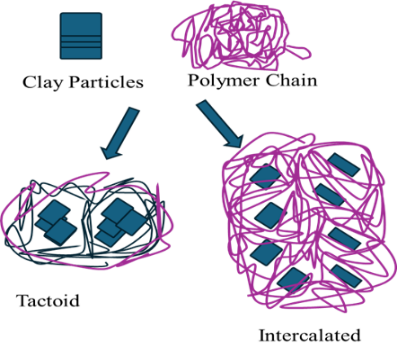 Clay Particles
Polymer Chain
Tactoid
Intercalated